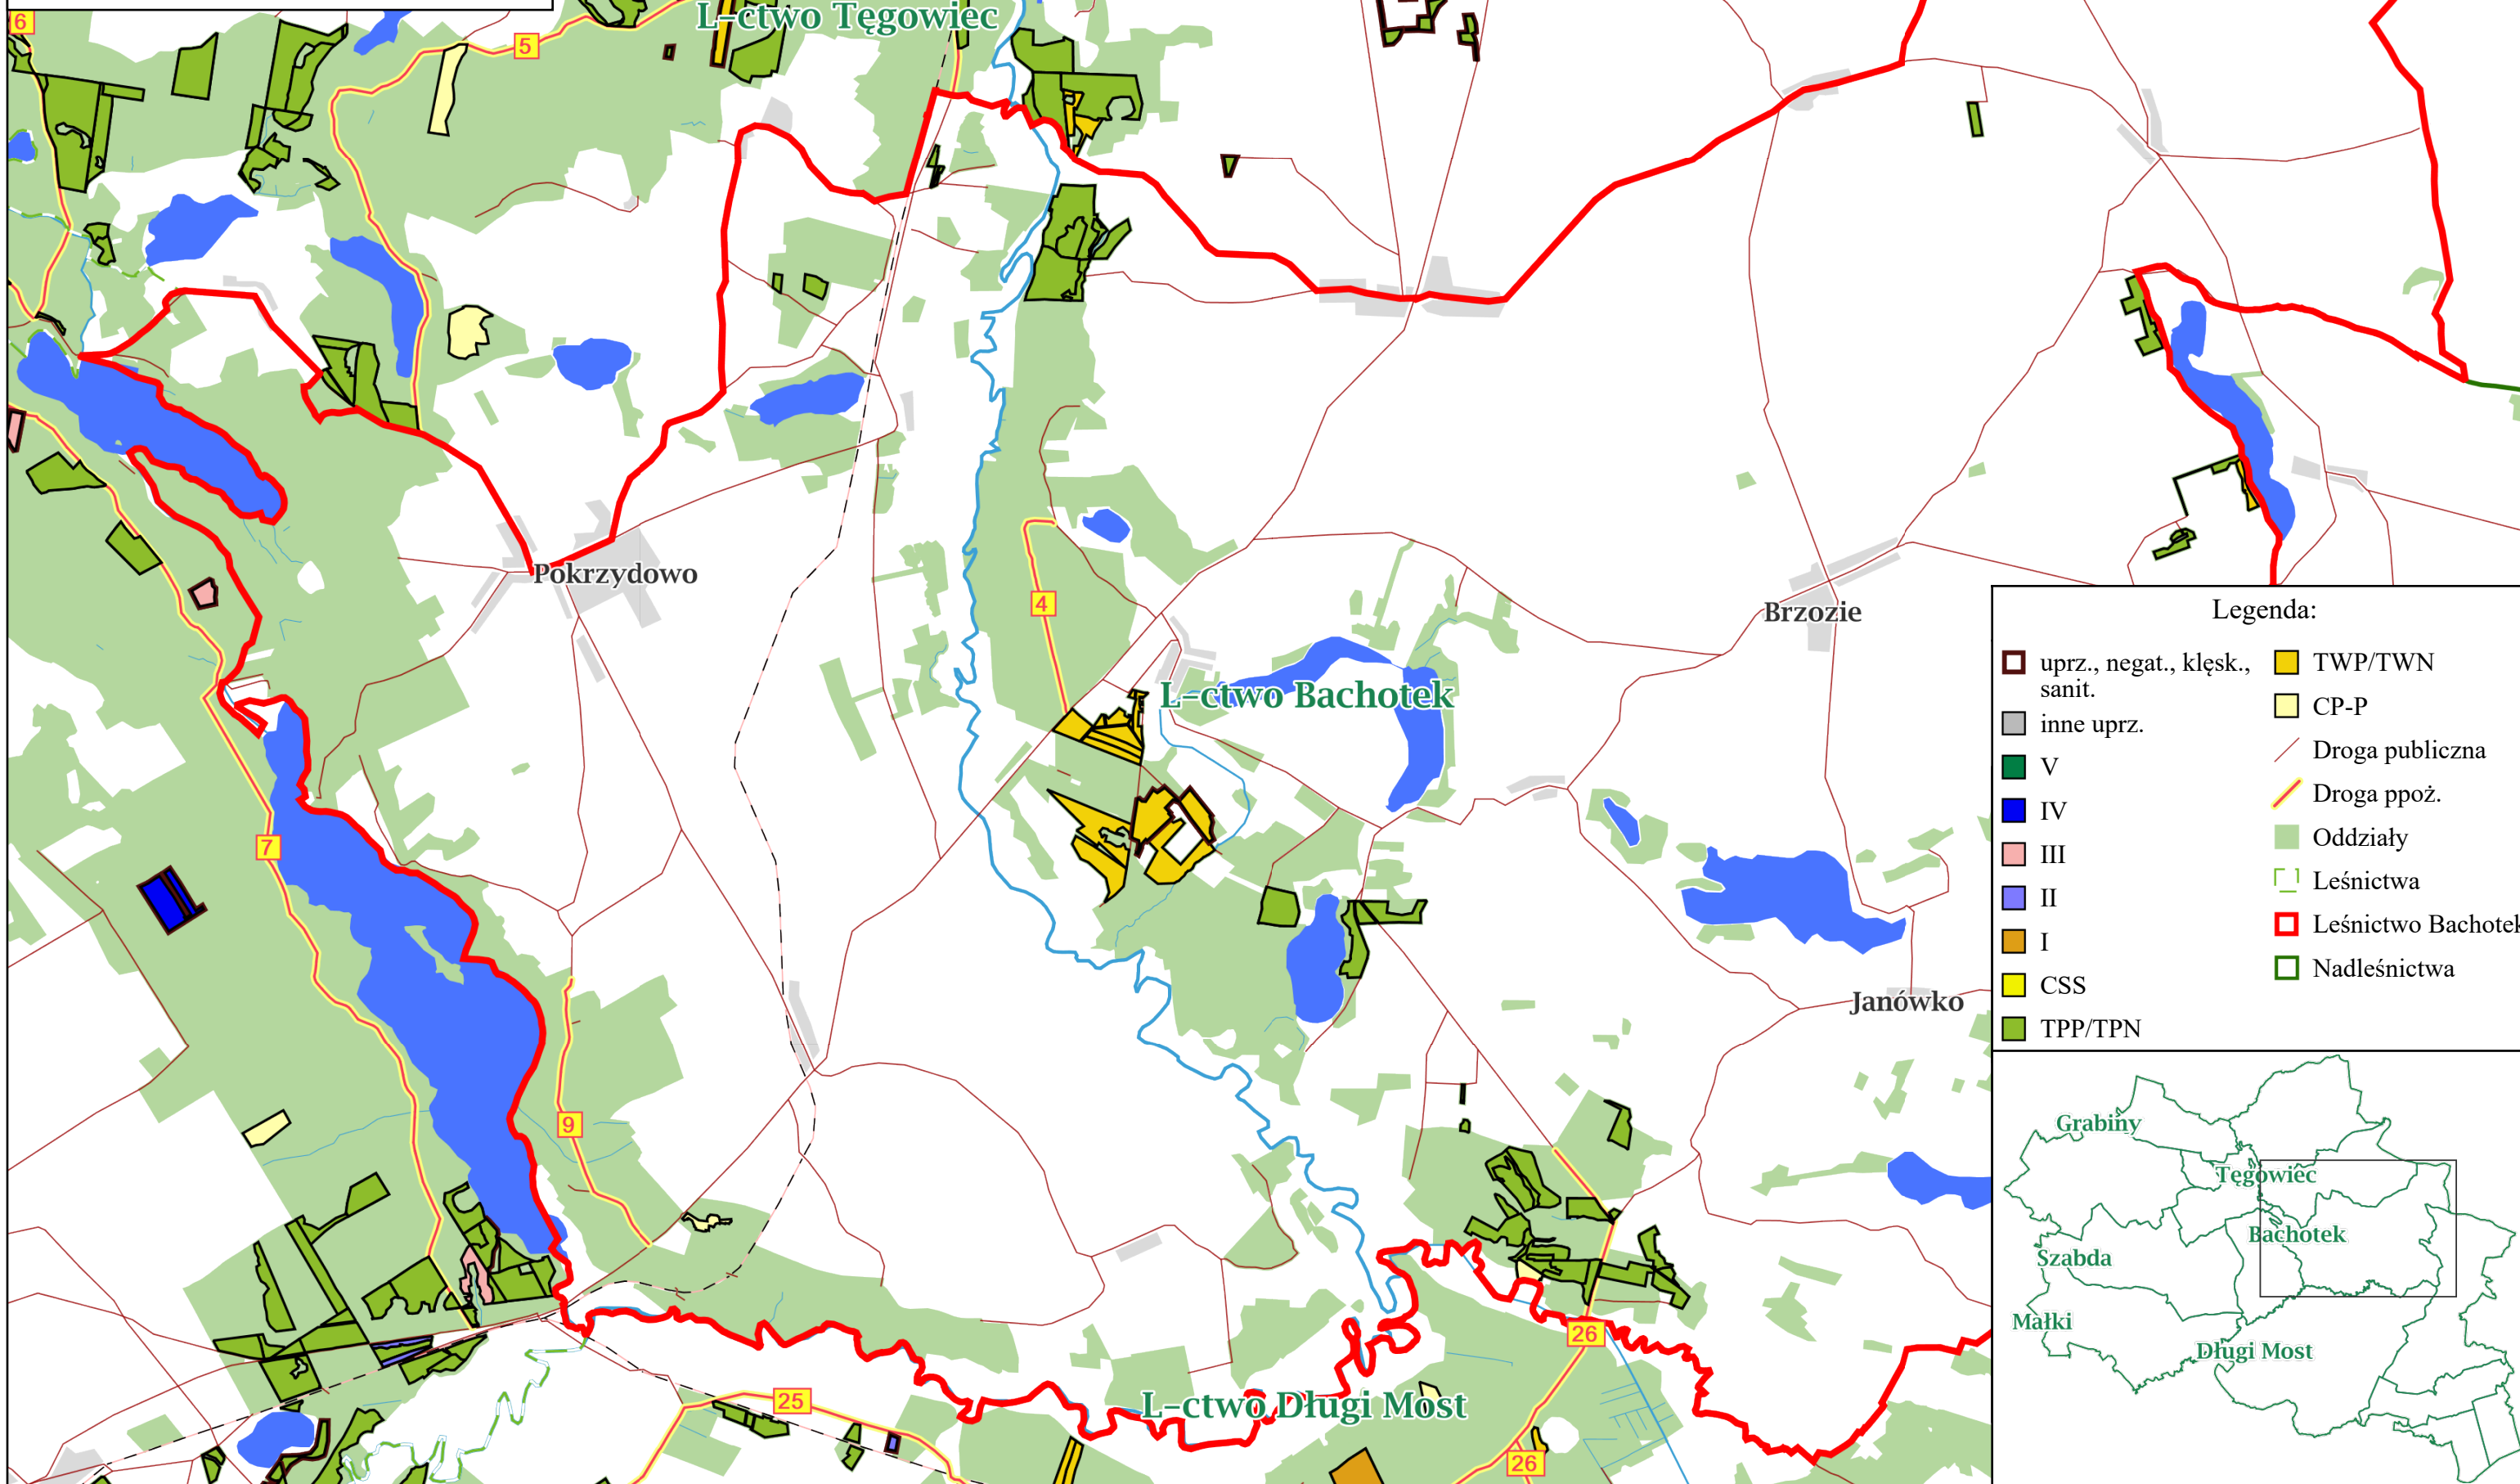 6
L-ctwo Tęgowiec
5
Pokrzydowo
4
Brzozie
L-ctwo Bachotek
7
Janówko
9
26
25
L-ctwo Długi Most
26
Legenda:
uprz., negat., klęsk.,
sanit.
inne uprz.
V
IV
III
II
I
CSS
TPP/TPN
TWP/TWN
CP-P
Droga publiczna
Droga ppoż.
Oddziały
Leśnictwa
Leśnictwo Bachotek
Nadleśnictwa
Grabiny
Tęgowiec
Bachotek
Szabda
Małki
Długi Most